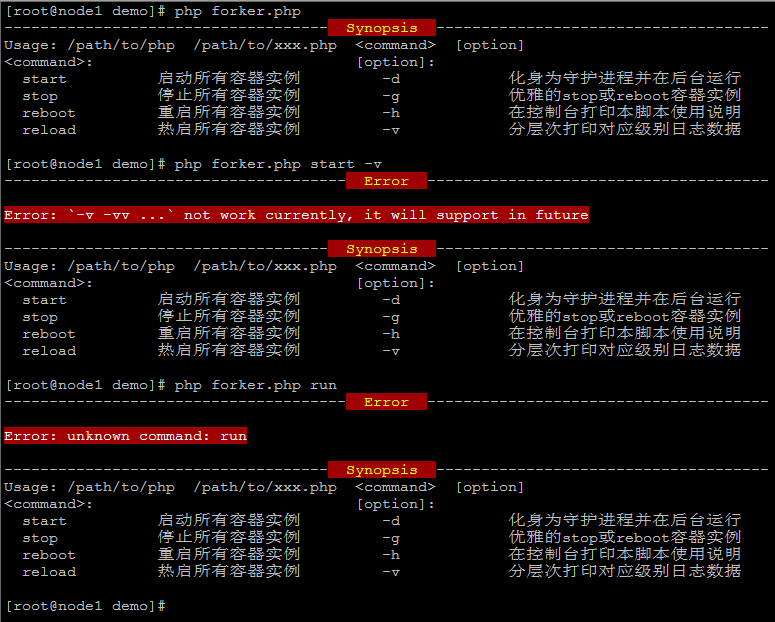 [root@node1 demo]# php forker.php
------------------------------------ Synopsis -------------------------------------
Usage: /path/to/php  /path/to/xxx.php  <command>  [option]
<command>:                             [option]:
  start          启动所有容器实例         -d            化身为守护进程并在后台运行
  stop           停止所有容器实例         -g            优雅的stop或reboot容器实例
  reboot         重启所有容器实例         -h            在控制台打印本脚本使用说明
  reload         热启所有容器实例         -v            分层次打印对应级别日志数据
[root@node1 demo]# php forker.php start -v
-------------------------------------- Error --------------------------------------
Error: `-v -vv ...` not work currently, it will support in future
------------------------------------ Synopsis -------------------------------------
Usage: /path/to/php  /path/to/xxx.php  <command>  [option]
<command>:                             [option]:
  start          启动所有容器实例         -d            化身为守护进程并在后台运行
  stop           停止所有容器实例         -g            优雅的stop或reboot容器实例
  reboot         重启所有容器实例         -h            在控制台打印本脚本使用说明
  reload         热启所有容器实例         -v            分层次打印对应级别日志数据
[root@node1 demo]# php forker.php run
-------------------------------------- Error --------------------------------------
Error: unknown command: run
------------------------------------ Synopsis -------------------------------------
Usage: /path/to/php  /path/to/xxx.php  <command>  [option]
<command>:                             [option]:
  start          启动所有容器实例         -d            化身为守护进程并在后台运行
  stop           停止所有容器实例         -g            优雅的stop或reboot容器实例
  reboot         重启所有容器实例         -h            在控制台打印本脚本使用说明
  reload         热启所有容器实例         -v            分层次打印对应级别日志数据
[root@node1 demo]#